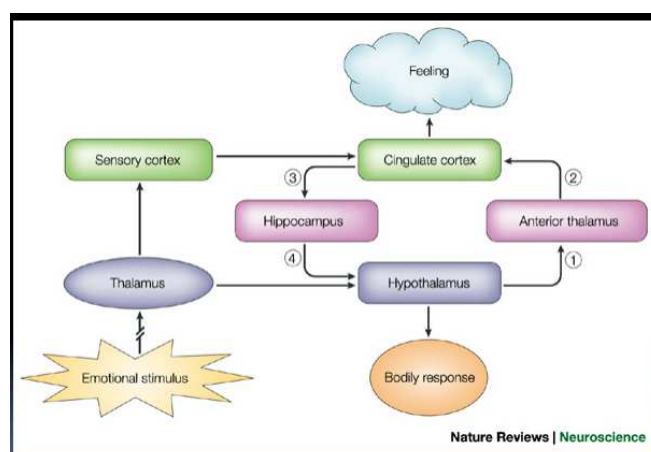 Feeling
Sensory cortex
Cingulate cortex
③
②
Hippocampus
Anterior thalamus
④
①
Thalamus
Hypothalamus
Emotional stimulus
Bodily response
Nature Reviews | Neuroscience